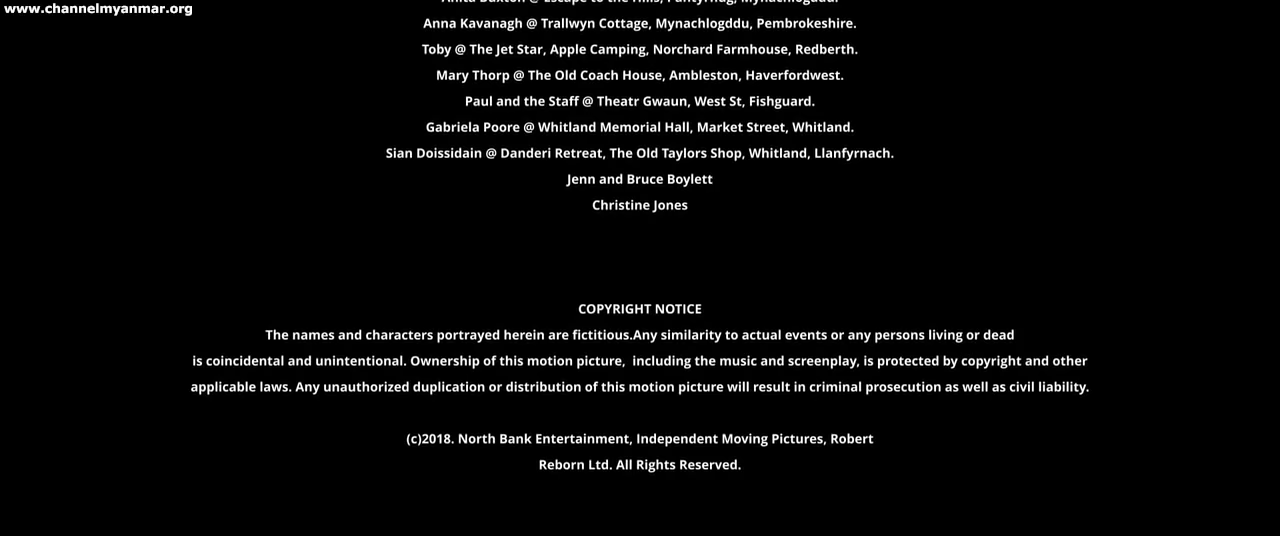 www.channelmyanmar.org
Anna Kavanagh @ Trallwyn Cottage, Mynachlogddu, Pembrokeshire.
Toby @ The Jet Star, Apple Camping, Norchard Farmhouse, Redberth.
Mary Thorp @ The Old Coach House, Ambleston, Haverfordwest.
Paul and the Staff @ Theatr Gwaun, West St, Fishguard.
Gabriela Poore @ Whitland Memorial Hall, Market Street, Whitland.
Sian Doissidain @ Danderi Retreat, The Old Taylors Shop, Whitland, Llanfyrnach.
Jenn and Bruce Boylett
Christine Jones
COPYRIGHT NOTICE
The names and characters portrayed herein are fictitious.Any similarity to actual events or any persons living or dead
is coincidental and unintentional. Ownership of this motion picture,  including the music and screenplay, is protected by copyright and other
applicable laws. Any unauthorized duplication or distribution of this motion picture will result in criminal prosecution as well as civil liability.
(c)2018. North Bank Entertainment, Independent Moving Pictures, Robert
Reborn Ltd. All Rights Reserved.